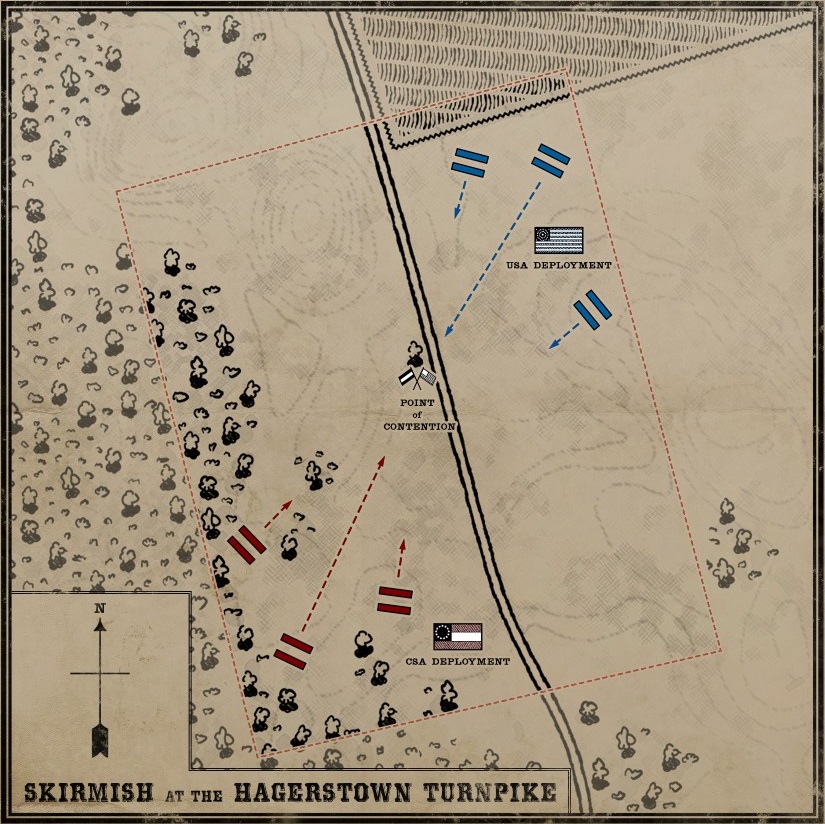 USA DEPLOYMENT
POINT
of
CONTENTION
N
CSA DEPLOYMENT
SKIRMISH AT THE HAGERSTOWN TURNPIKE